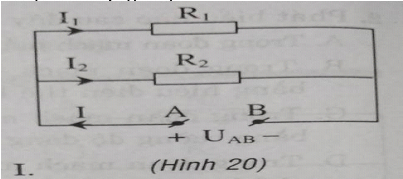 I₁ R₁
I₂ R₂
I A B
+ U_AB −
I. (Hình 20)